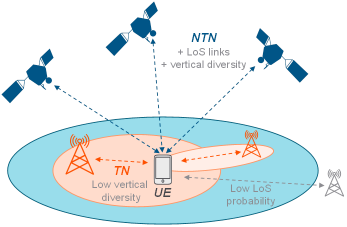 NTN
+ LoS links
+ vertical diversity
TN
Low vertical
diversity
UE
Low LoS
probability